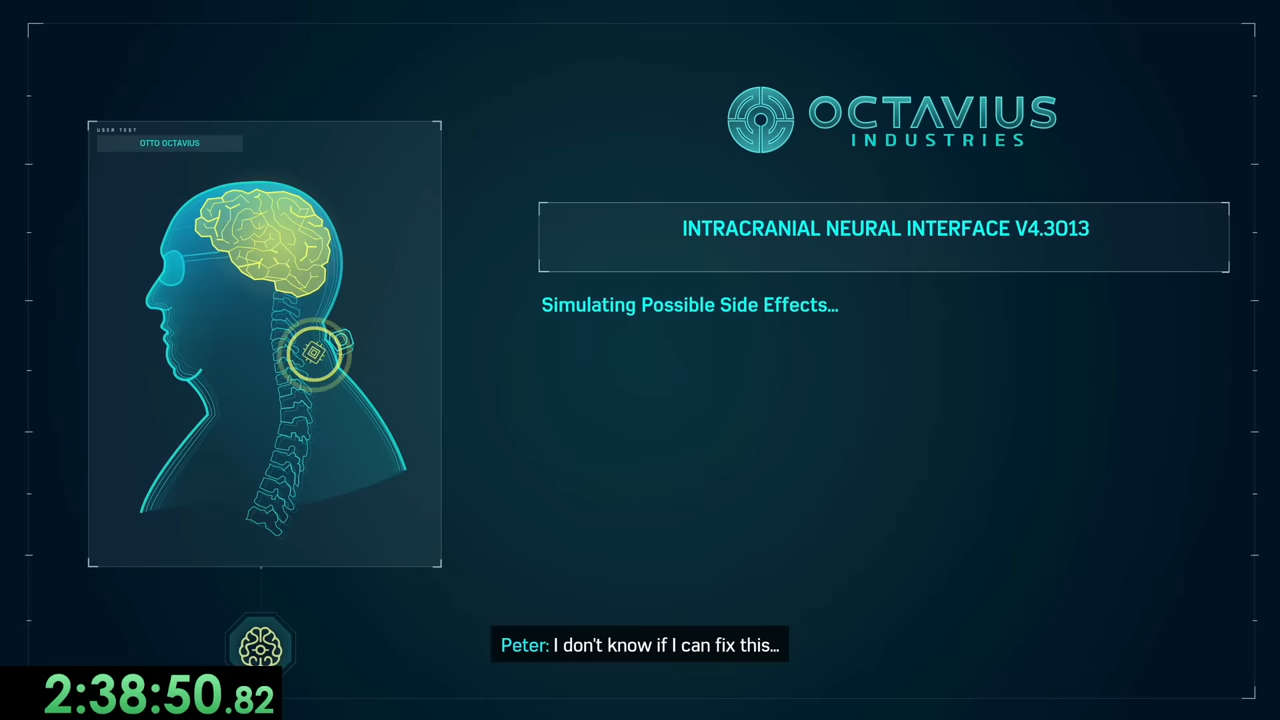 USER TEST
OTTO OCTAVIUS
OCTAVIUS
INDUSTRIES
INTRACRANIAL NEURAL INTERFACE V4.3013
Simulating Possible Side Effects...
Peter: I don't know if I can fix this...
2:38:50.82